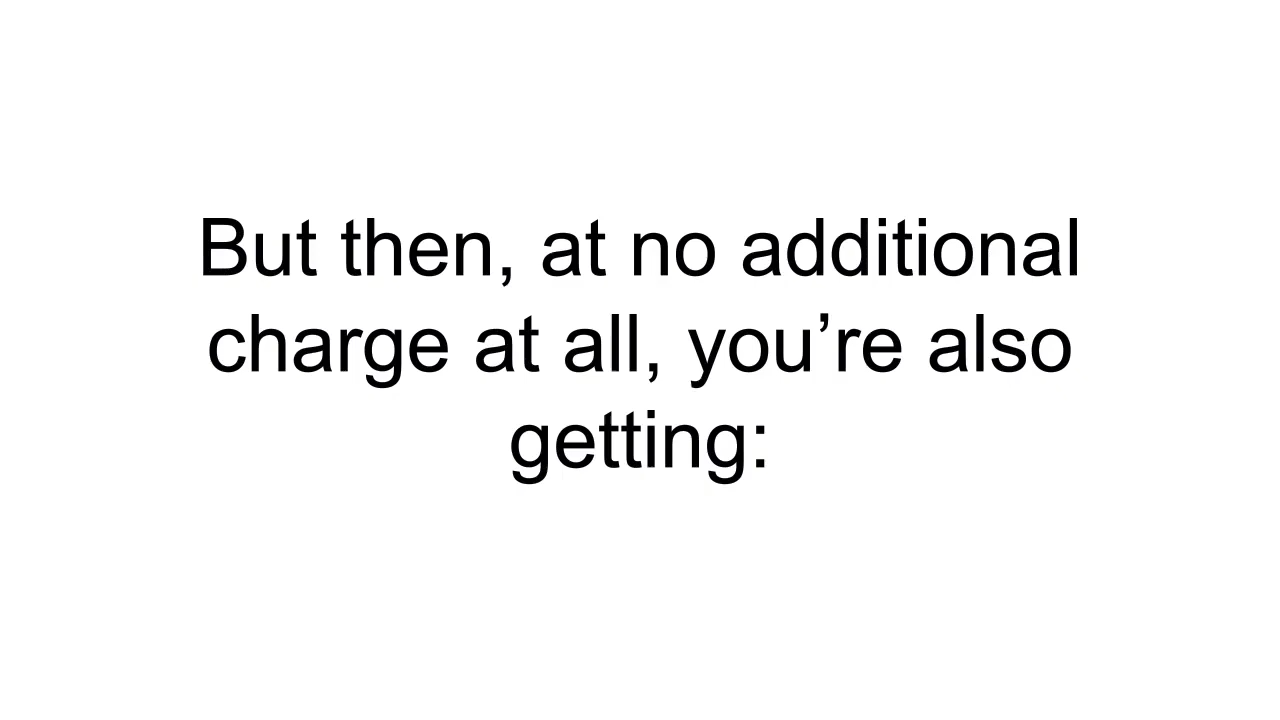 But then, at no additional
charge at all, you’re also
getting: